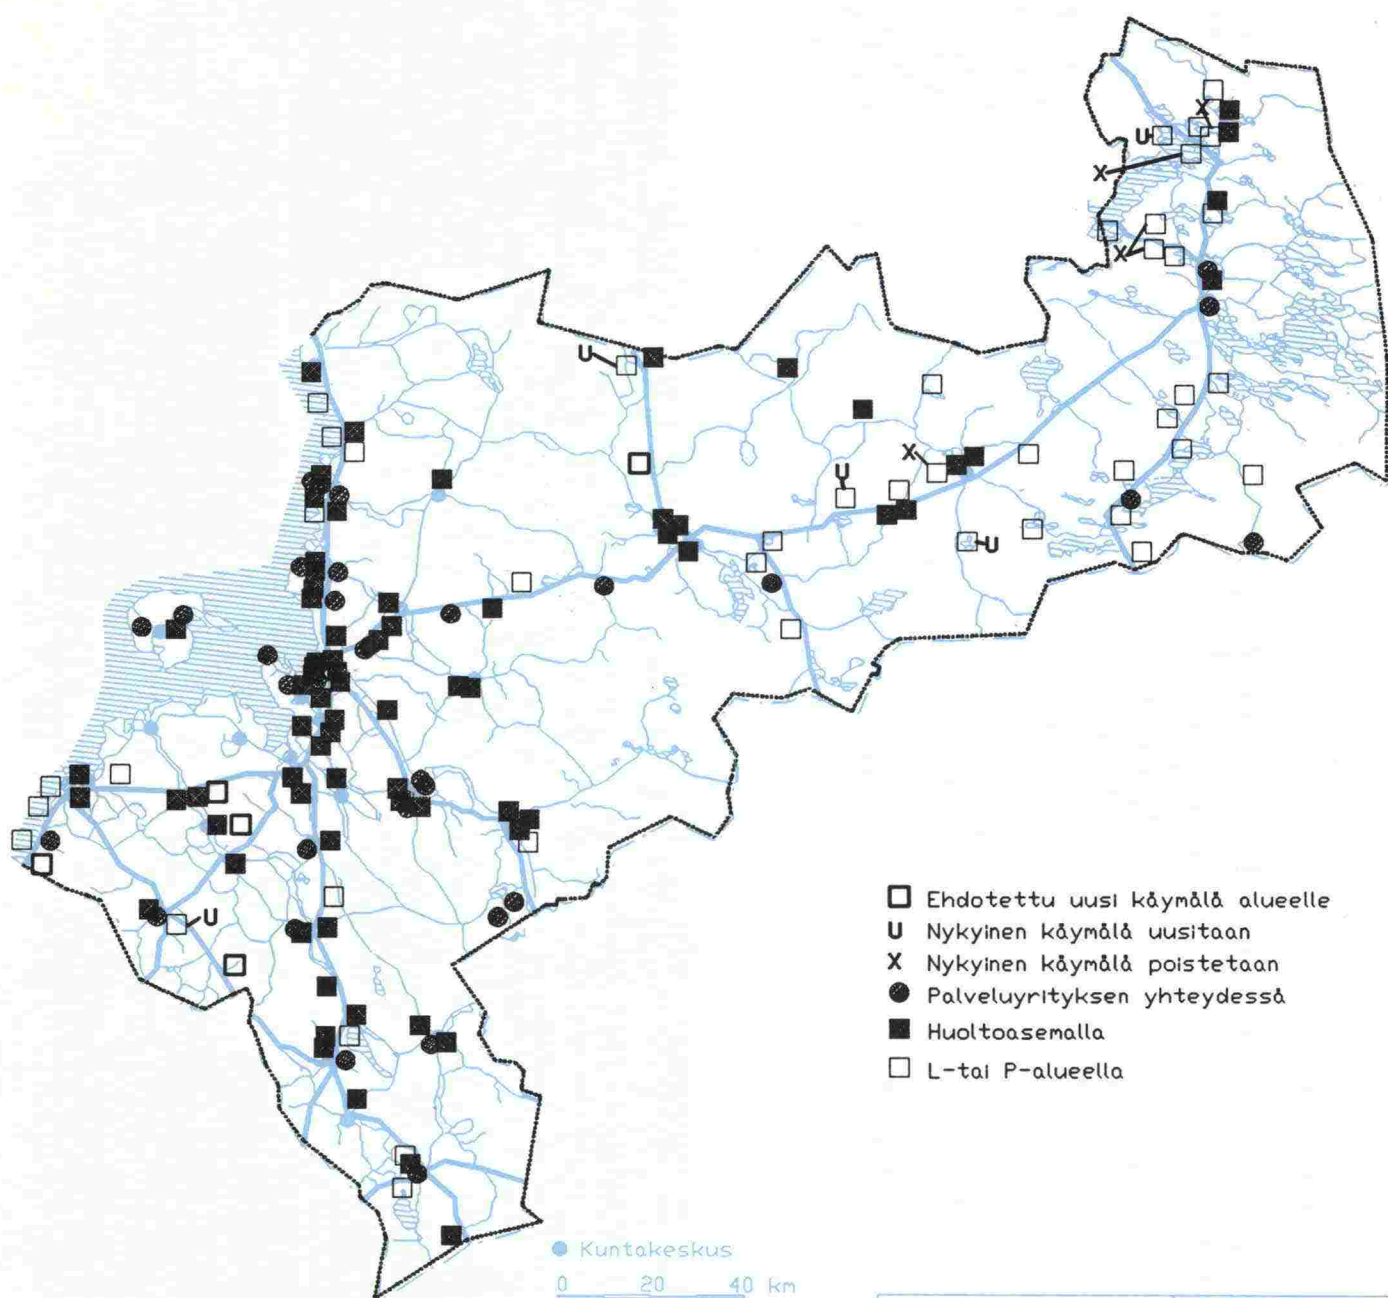 X
U
X
X
U
U
X
U
U
Ehdotettu uusi käymälä alueelle
U Nykyinen käymälä uusitaan
X Nykyinen käymälä poistetaan
Palveluyrityksen yhteydessä
Huoltoasemalla
L-tai P-alueella
Kuntakeskus
0 20 40 km